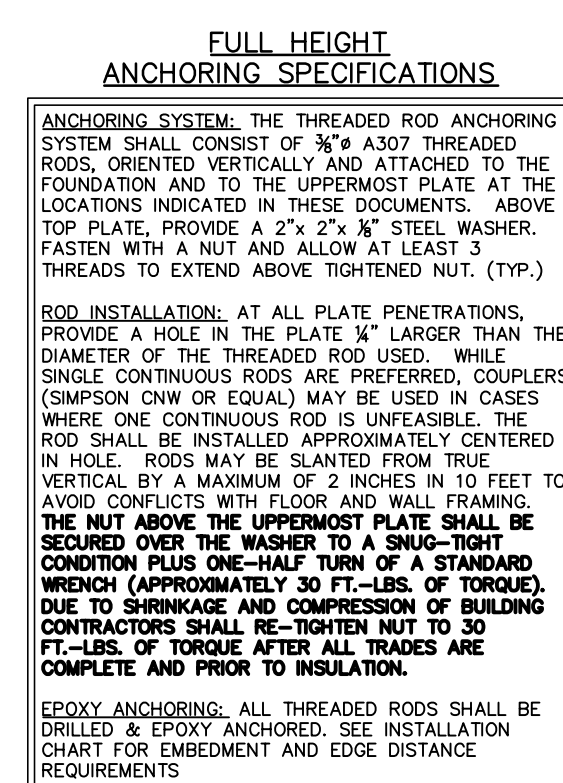 FULL HEIGHT
ANCHORING SPECIFICATIONS
ANCHORING SYSTEM: THE THREADED ROD ANCHORING
SYSTEM SHALL CONSIST OF ⅜"ø A307 THREADED
RODS, ORIENTED VERTICALLY AND ATTACHED TO THE
FOUNDATION AND TO THE UPPERMOST PLATE AT THE
LOCATIONS INDICATED IN THESE DOCUMENTS. ABOVE
TOP PLATE, PROVIDE A 2"x 2"x ⅛" STEEL WASHER.
FASTEN WITH A NUT AND ALLOW AT LEAST 3
THREADS TO EXTEND ABOVE TIGHTENED NUT. (TYP.)
ROD INSTALLATION: AT ALL PLATE PENETRATIONS,
PROVIDE A HOLE IN THE PLATE ¼" LARGER THAN THE
DIAMETER OF THE THREADED ROD USED. WHILE
SINGLE CONTINUOUS RODS ARE PREFERRED, COUPLERS
(SIMPSON CNW OR EQUAL) MAY BE USED IN CASES
WHERE ONE CONTINUOUS ROD IS UNFEASIBLE. THE
ROD SHALL BE INSTALLED APPROXIMATELY CENTERED
IN HOLE. RODS MAY BE SLANTED FROM TRUE
VERTICAL BY A MAXIMUM OF 2 INCHES IN 10 FEET TO
AVOID CONFLICTS WITH FLOOR AND WALL FRAMING.
THE NUT ABOVE THE UPPERMOST PLATE SHALL BE
SECURED OVER THE WASHER TO A SNUG-TIGHT
CONDITION PLUS ONE-HALF TURN OF A STANDARD
WRENCH (APPROXIMATELY 30 FT.-LBS. OF TORQUE).
DUE TO SHRINKAGE AND COMPRESSION OF BUILDING
CONTRACTORS SHALL RE-TIGHTEN NUT TO 30
FT.-LBS. OF TORQUE AFTER ALL TRADES ARE
COMPLETE AND PRIOR TO INSULATION.
EPOXY ANCHORING: ALL THREADED RODS SHALL BE
DRILLED & EPOXY ANCHORED. SEE INSTALLATION
CHART FOR EMBEDMENT AND EDGE DISTANCE
REQUIREMENTS